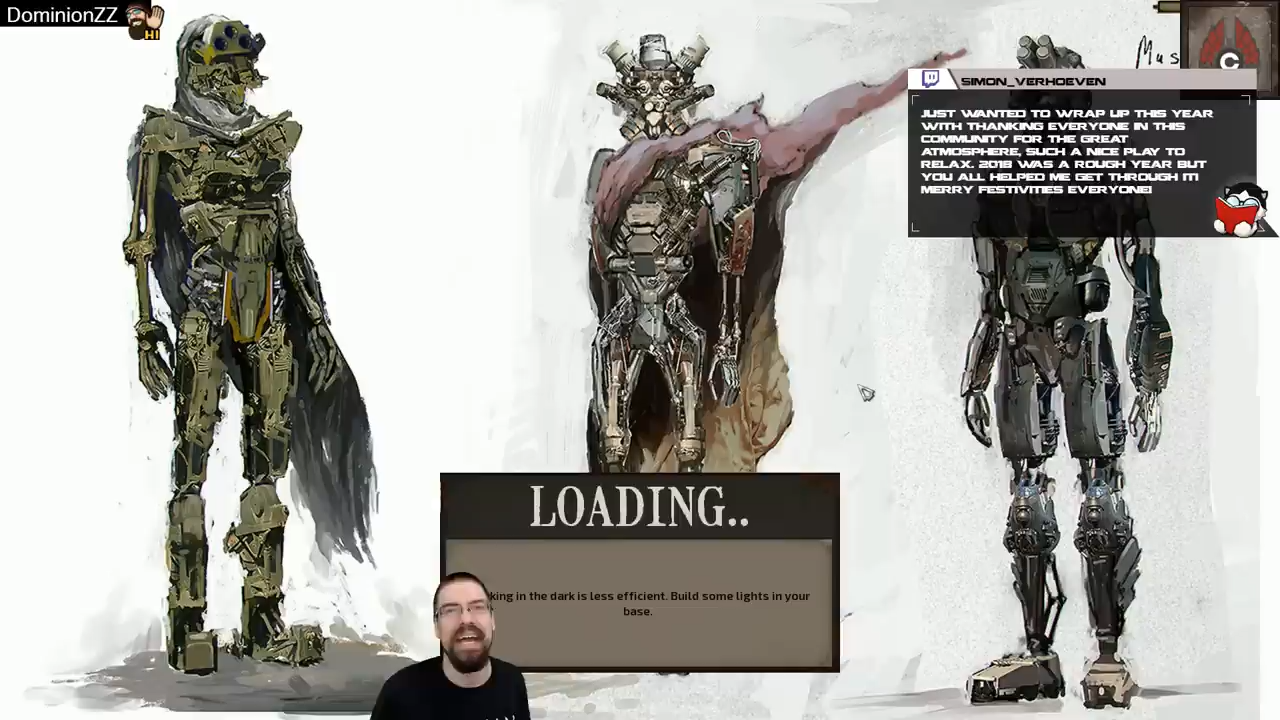 DominionZZ
HI
Mus
C
SIMON_VERHOEVEN
JUST WANTED TO WRAP UP THIS YEAR
WITH THANKING EVERYONE IN THIS
COMMUNITY FOR THE GREAT
ATMOSPHERE, SUCH A NICE PLAY TO
RELAX. 2018 WAS A ROUGH YEAR BUT
YOU ALL HELPED ME GET THROUGH IT!
MERRY FESTIVITIES EVERYONE!
LOADING..
king in the dark is less efficient. Build some lights in your
base.